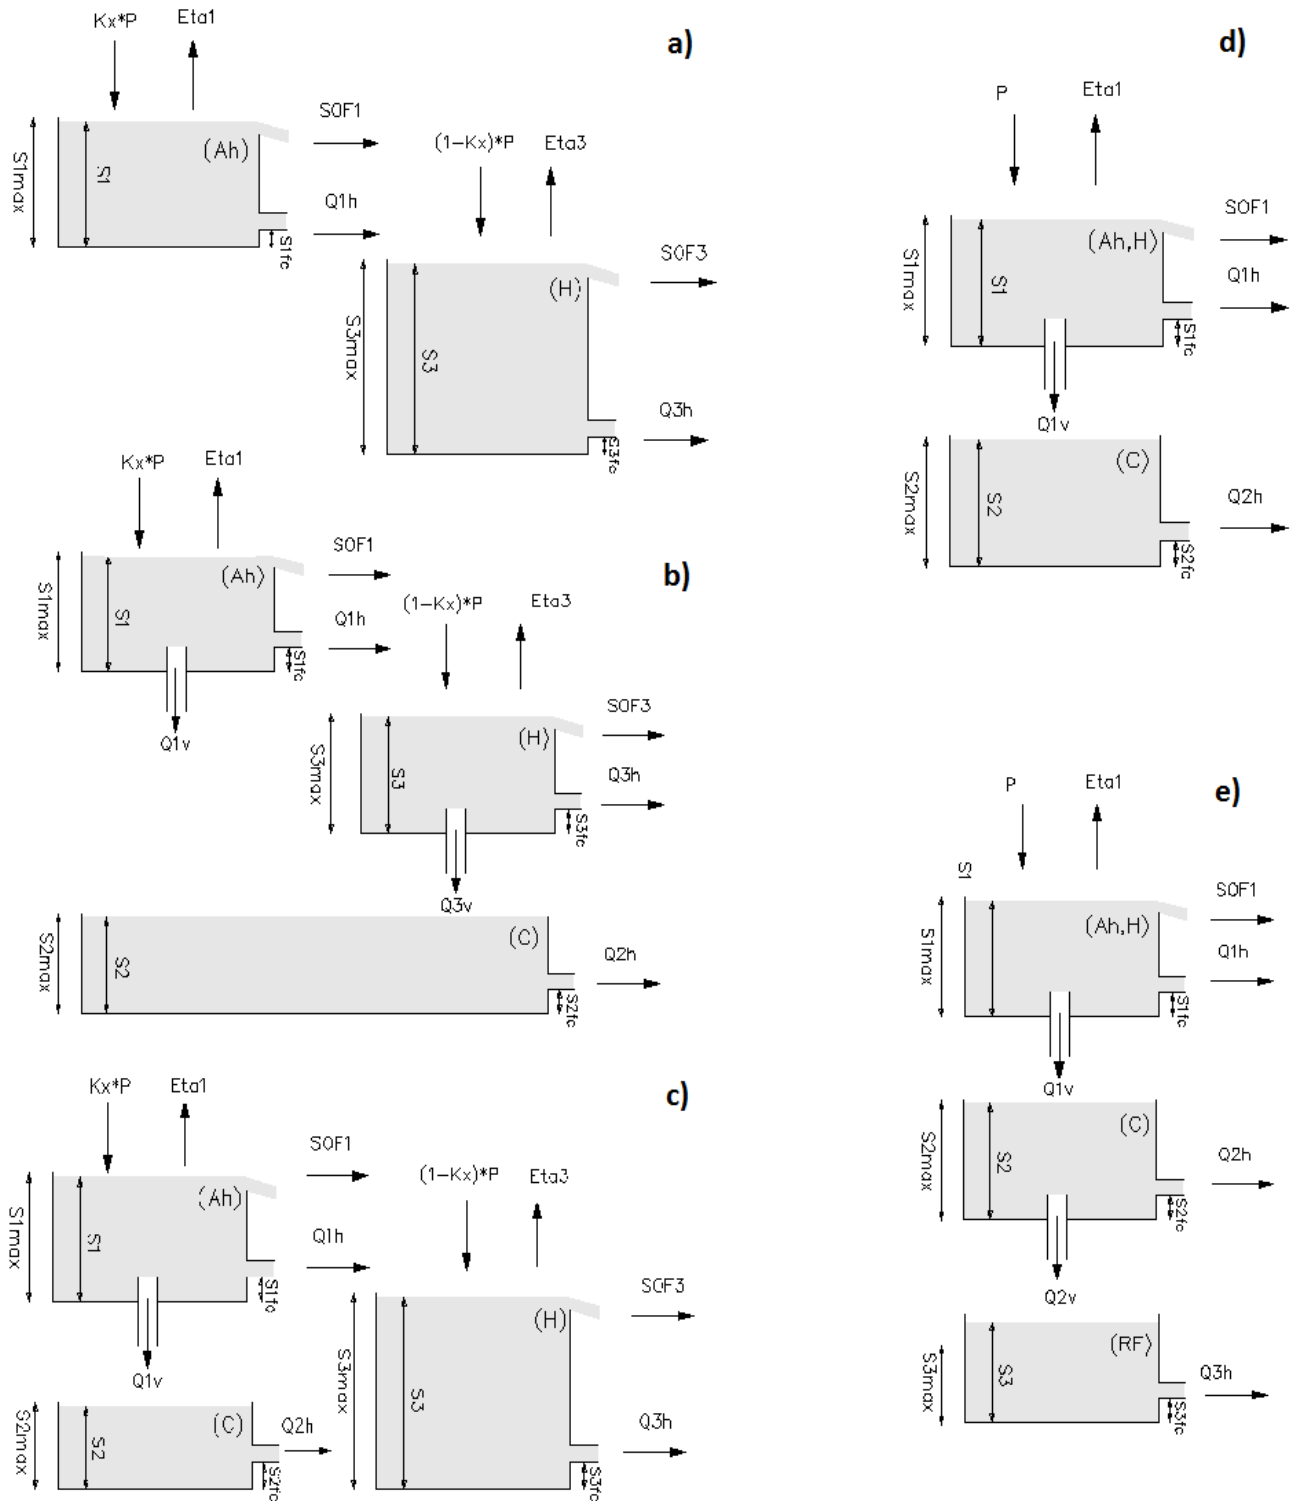 a)
Kx*P
Eta1
S1max
S1
(Ah)
SOF1
Q1h
S1fc
(1-Kx)*P
Eta3
S3max
S3
(H)
SOF3
Q3h
S3fc
b)
Kx*P
Eta1
S1max
S1
(Ah)
SOF1
Q1h
S1fc
Q1v
(1-Kx)*P
Eta3
S3max
S3
(H)
SOF3
Q3h
S3fc
Q3v
S2max
S2
(C)
Q2h
S2fc
c)
Kx*P
Eta1
S1max
S1
(Ah)
SOF1
Q1h
S1fc
Q1v
S2max
S2
(C)
Q2h
S2fc
(1-Kx)*P
Eta3
S3max
S3
(H)
SOF3
Q3h
S3fc
d)
P
Eta1
S1max
S1
(Ah,H)
SOF1
Q1h
S1fc
Q1v
S2max
S2
(C)
Q2h
S2fc
e)
P
Eta1
S1
S1max
(Ah,H)
SOF1
Q1h
S1fc
Q1v
S2max
S2
(C)
Q2h
S2fc
Q2v
S3max
S3
(RF)
Q3h
S3fc